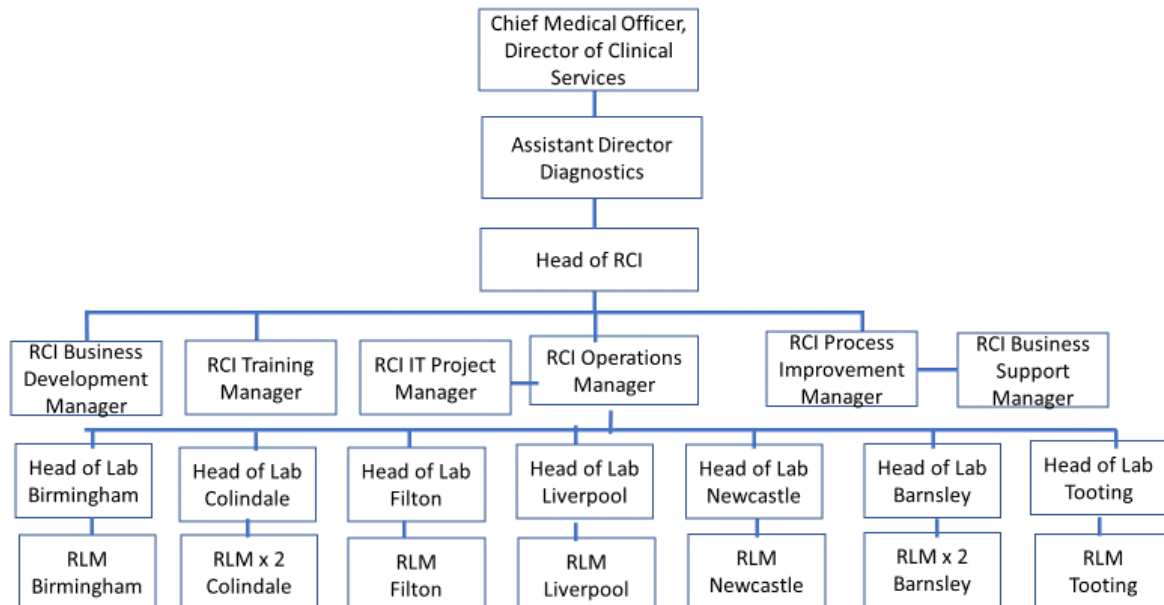 Chief Medical Officer,
Director of Clinical
Services
Assistant Director
Diagnostics
Head of RCI
RCI Business
Development
Manager
RCI Training
Manager
RCI IT Project
Manager
RCI Operations
Manager
RCI Process
Improvement
Manager
RCI Business
Support
Manager
Head of Lab
Birmingham
Head of Lab
Colindale
Head of Lab
Filton
Head of Lab
Liverpool
Head of Lab
Newcastle
Head of Lab
Barnsley
Head of Lab
Tooting
RLM
Birmingham
RLM x 2
Colindale
RLM
Filton
RLM
Liverpool
RLM
Newcastle
RLM x 2
Barnsley
RLM
Tooting